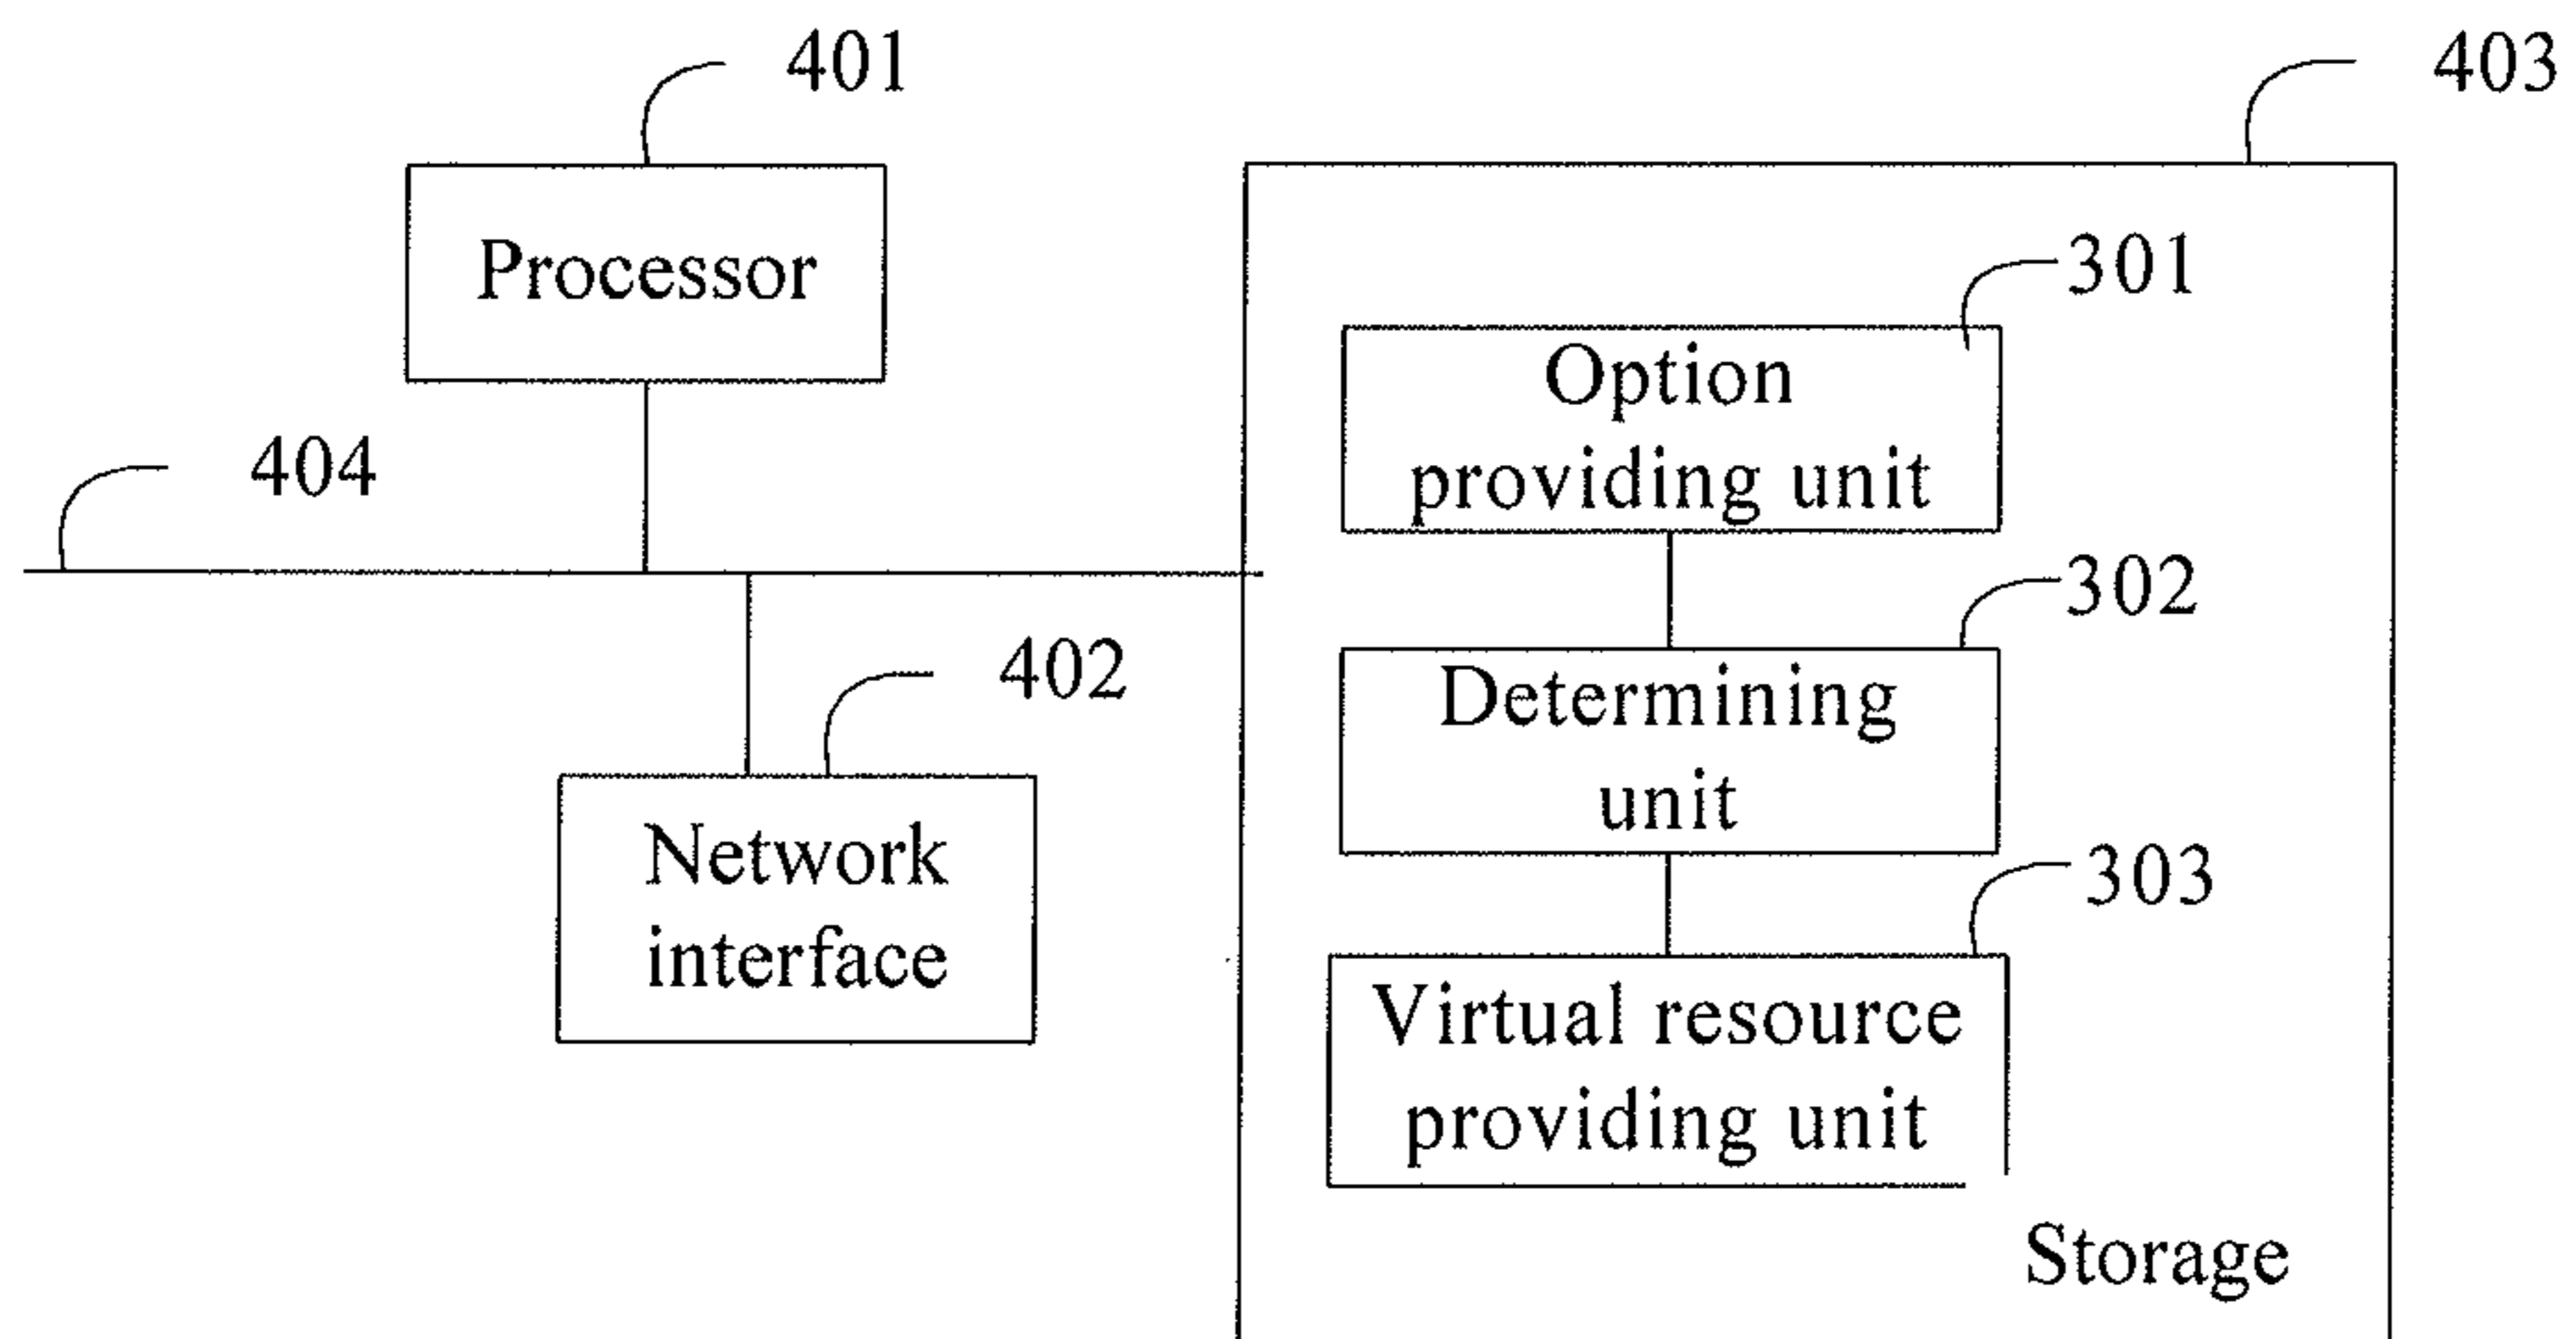 401
403
Processor
301
Option
providing unit
404
302
402
Determining
unit
Network
interface
303
Virtual resource
providing unit
Storage